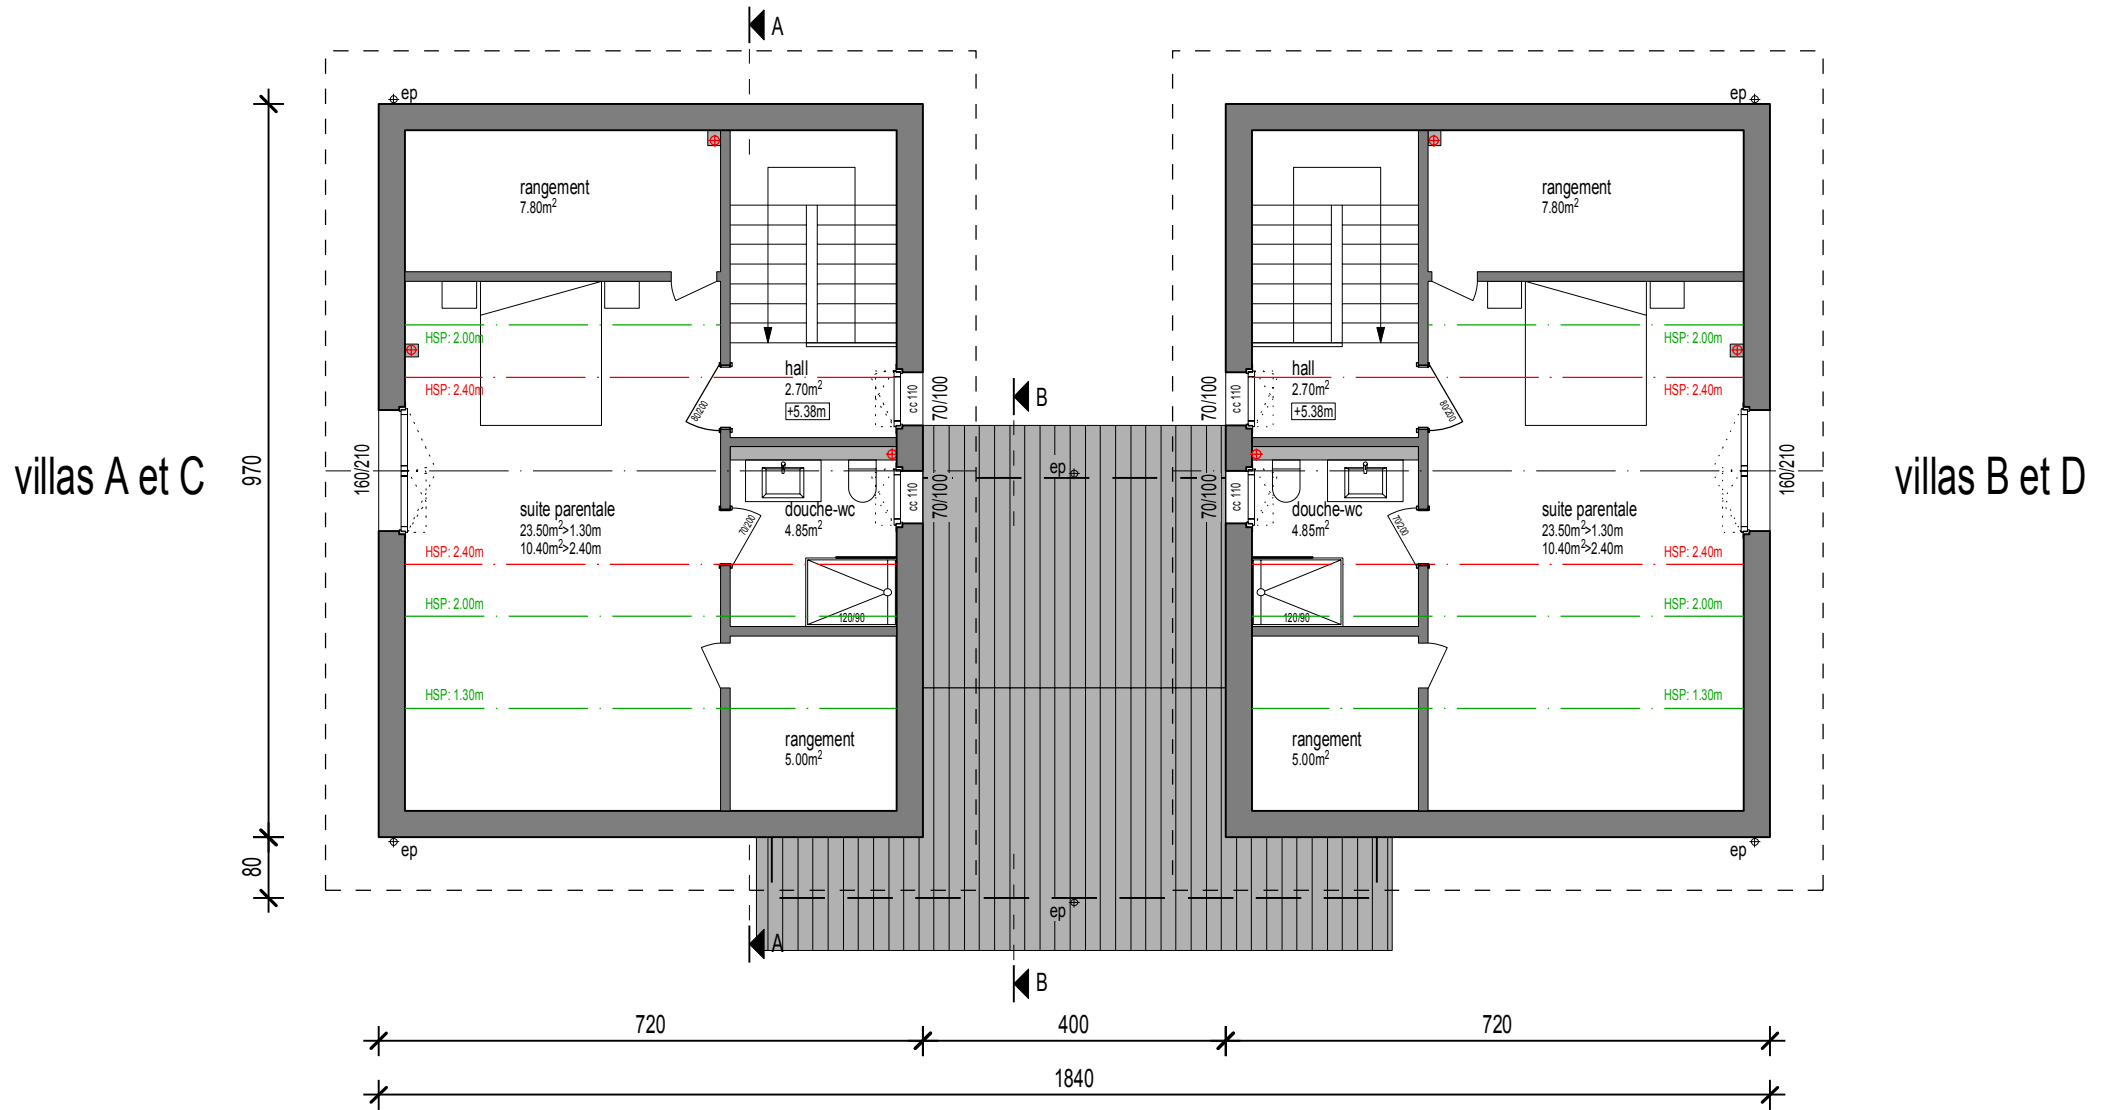 A
ep
ep
rangement
7.80m²
rangement
7.80m²
HSP: 2.00m
HSP: 2.00m
hall
2.70m²
+5.38m
hall
2.70m²
+5.38m
HSP: 2.40m
HSP: 2.40m
80/200
80/200
cc 110
70/100
B
70/100
cc 110
villas A et C
970
160/210
ep
160/210
villas B et D
cc 110
70/100
70/100
cc 110
suite parentale
23.50m²>1.30m
10.40m²>2.40m
douche-wc
4.85m²
70/200
douche-wc
4.85m²
70/200
suite parentale
23.50m²>1.30m
10.40m²>2.40m
HSP: 2.40m
HSP: 2.40m
HSP: 2.00m
HSP: 2.00m
120/90
120/90
HSP: 1.30m
HSP: 1.30m
rangement
5.00m²
rangement
5.00m²
80
ep
ep
ep
A
B
720
400
720
1840